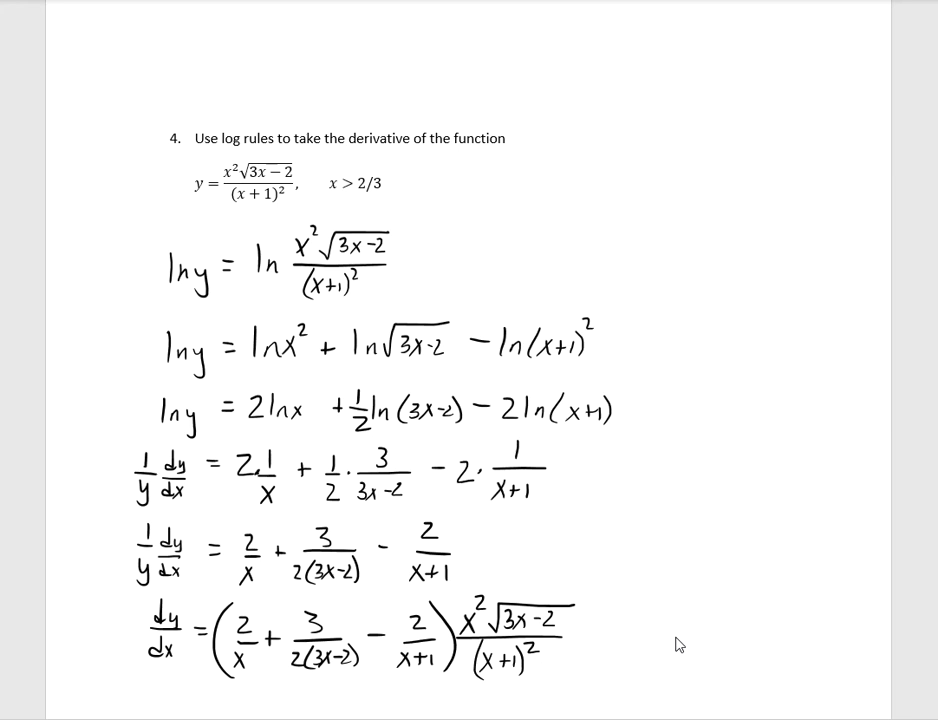 4. Use log rules to take the derivative of the function
y = x²√(3x − 2) / (x + 1)², x > 2/3
ln y = ln x²√(3x-2) / (x+1)²
ln y = ln x² + ln √(3x-2) − ln(x+1)²
ln y = 2 ln x + 1/2 ln (3x-2) − 2 ln(x+1)
1/y dy/dx = 2·1/x + 1/2 · 3/(3x-2) − 2· 1/(x+1)
1/y dy/dx = 2/x + 3/(2(3x-2)) - 2/(x+1)
dy/dx = (2/x + 3/(2(3x-2)) − 2/(x+1)) x²√(3x-2) / (x+1)²